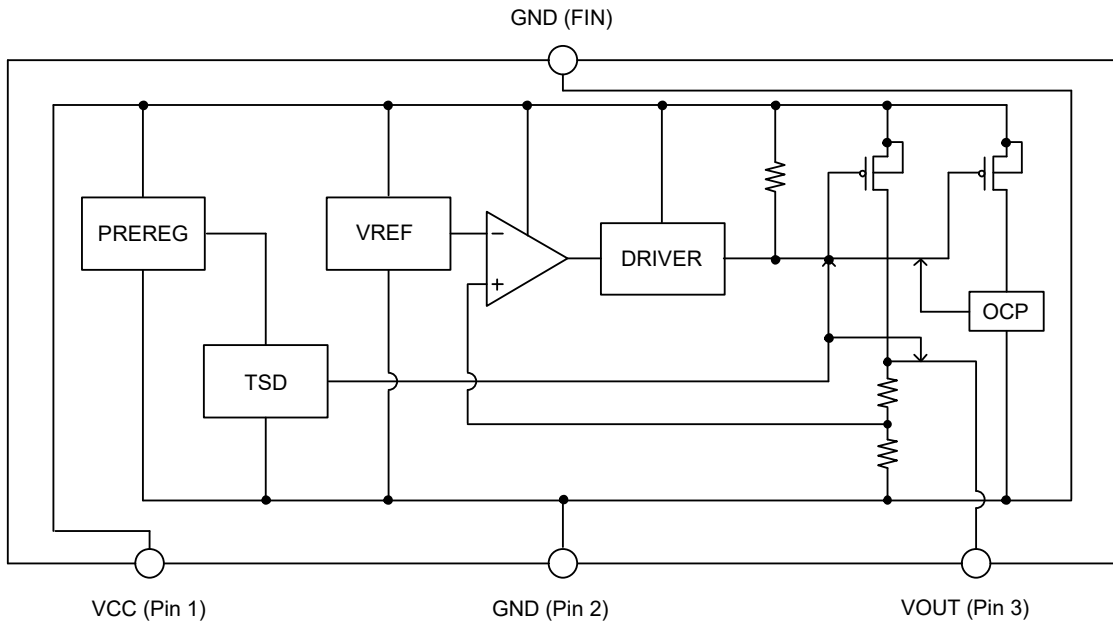 GND (FIN)
PREREG
VREF
−
+
DRIVER
OCP
TSD
VCC (Pin 1)
GND (Pin 2)
VOUT (Pin 3)